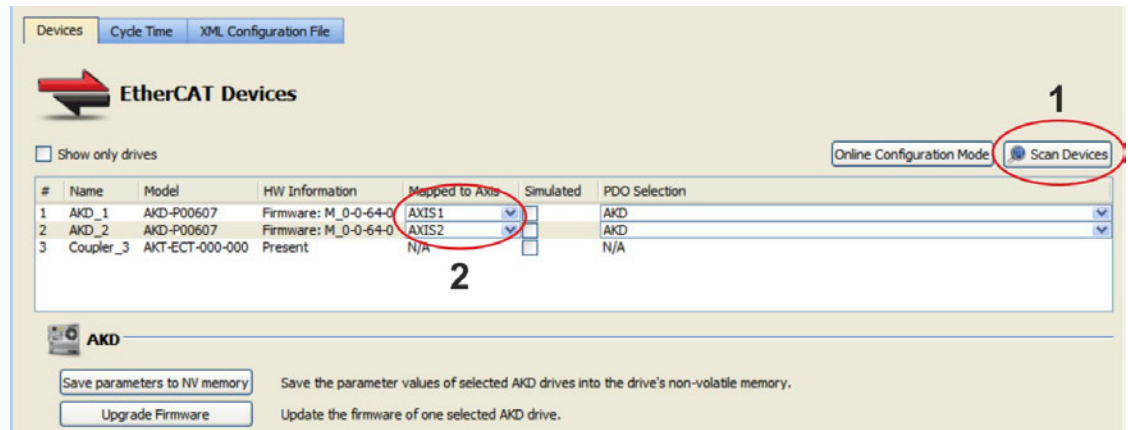 Devices Cycle Time XML Configuration File
EtherCAT Devices
1
Show only drives Online Configuration Mode Scan Devices
# Name Model HW Information Mapped to Axis Simulated PDO Selection
1 AKD_1 AKD-P00607 Firmware: M_0-0-64-0 AXIS1 AKD
2 AKD_2 AKD-P00607 Firmware: M_0-0-64-0 AXIS2 AKD
3 Coupler_3 AKT-ECT-000-000 Present N/A N/A
2
AKD
Save parameters to NV memory Save the parameter values of selected AKD drives into the drive's non-volatile memory.
Upgrade Firmware Update the firmware of one selected AKD drive.